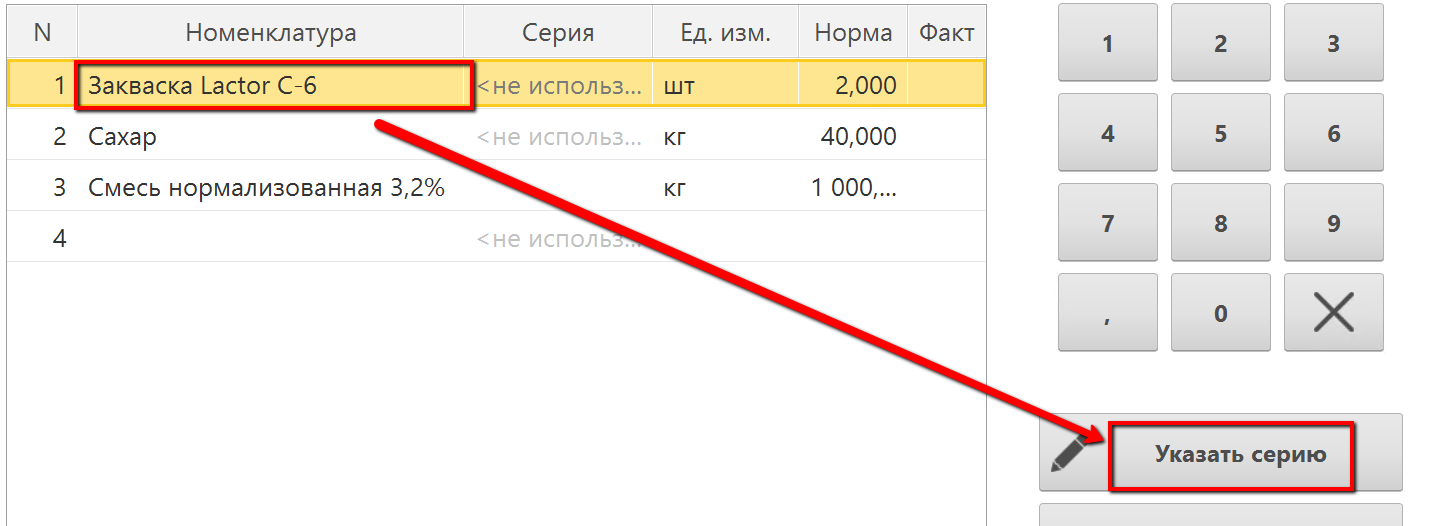 N Номенклатура Серия Ед. изм. Норма Факт
1 Закваска Lactor С-6 <не использ... шт 2,000
2 Сахар <не использ... кг 40,000
3 Смесь нормализованная 3,2% кг 1 000,...
4 <не использ...
1 2 3
4 5 6
7 8 9
, 0
Указать серию